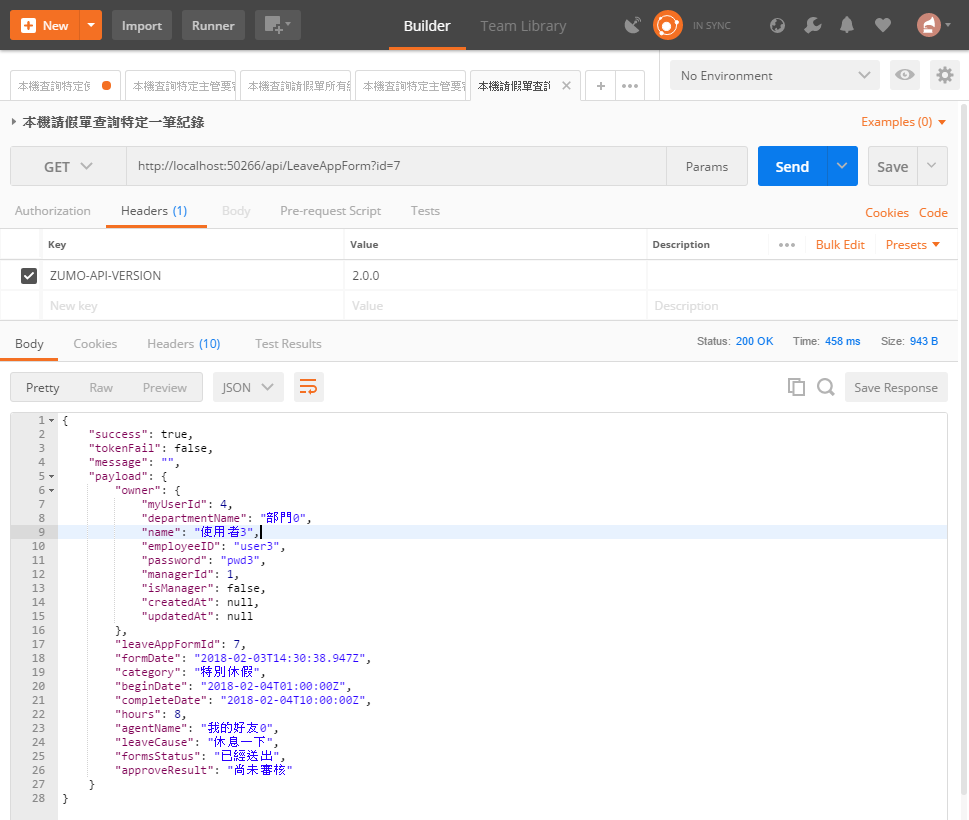 New Import Runner Builder Team Library IN SYNC
本機查詢特定 本機查詢特定主管要 本機查詢請假單所有 本機查詢特定主管要 本機請假單查詢 No Environment
本機請假單查詢特定一筆紀錄 Examples (0)
GET http://localhost:50266/api/LeaveAppForm?id=7 Params Send Save
Authorization Headers (1) Body Pre-request Script Tests Cookies Code
Key Value Description ••• Bulk Edit Presets
ZUMO-API-VERSION 2.0.0
New key Value Description
Body Cookies Headers (10) Test Results Status: 200 OK Time: 458 ms Size: 943 B
Pretty Raw Preview JSON Save Response
1 {
2 "success": true,
3 "tokenFail": false,
4 "message": "",
5 "payload": {
6 "owner": {
7 "myUserId": 4,
8 "departmentName": "部門0",
9 "name": "使用者3",
10 "employeeID": "user3",
11 "password": "pwd3",
12 "managerId": 1,
13 "isManager": false,
14 "createdAt": null,
15 "updatedAt": null
16 },
17 "leaveAppFormId": 7,
18 "formDate": "2018-02-03T14:30:38.947Z",
19 "category": "特別休假",
20 "beginDate": "2018-02-04T01:00:00Z",
21 "completeDate": "2018-02-04T10:00:00Z",
22 "hours": 8,
23 "agentName": "我的好友0",
24 "leaveCause": "休息一下",
25 "formsStatus": "已經送出",
26 "approveResult": "尚未審核"
27 }
28 }